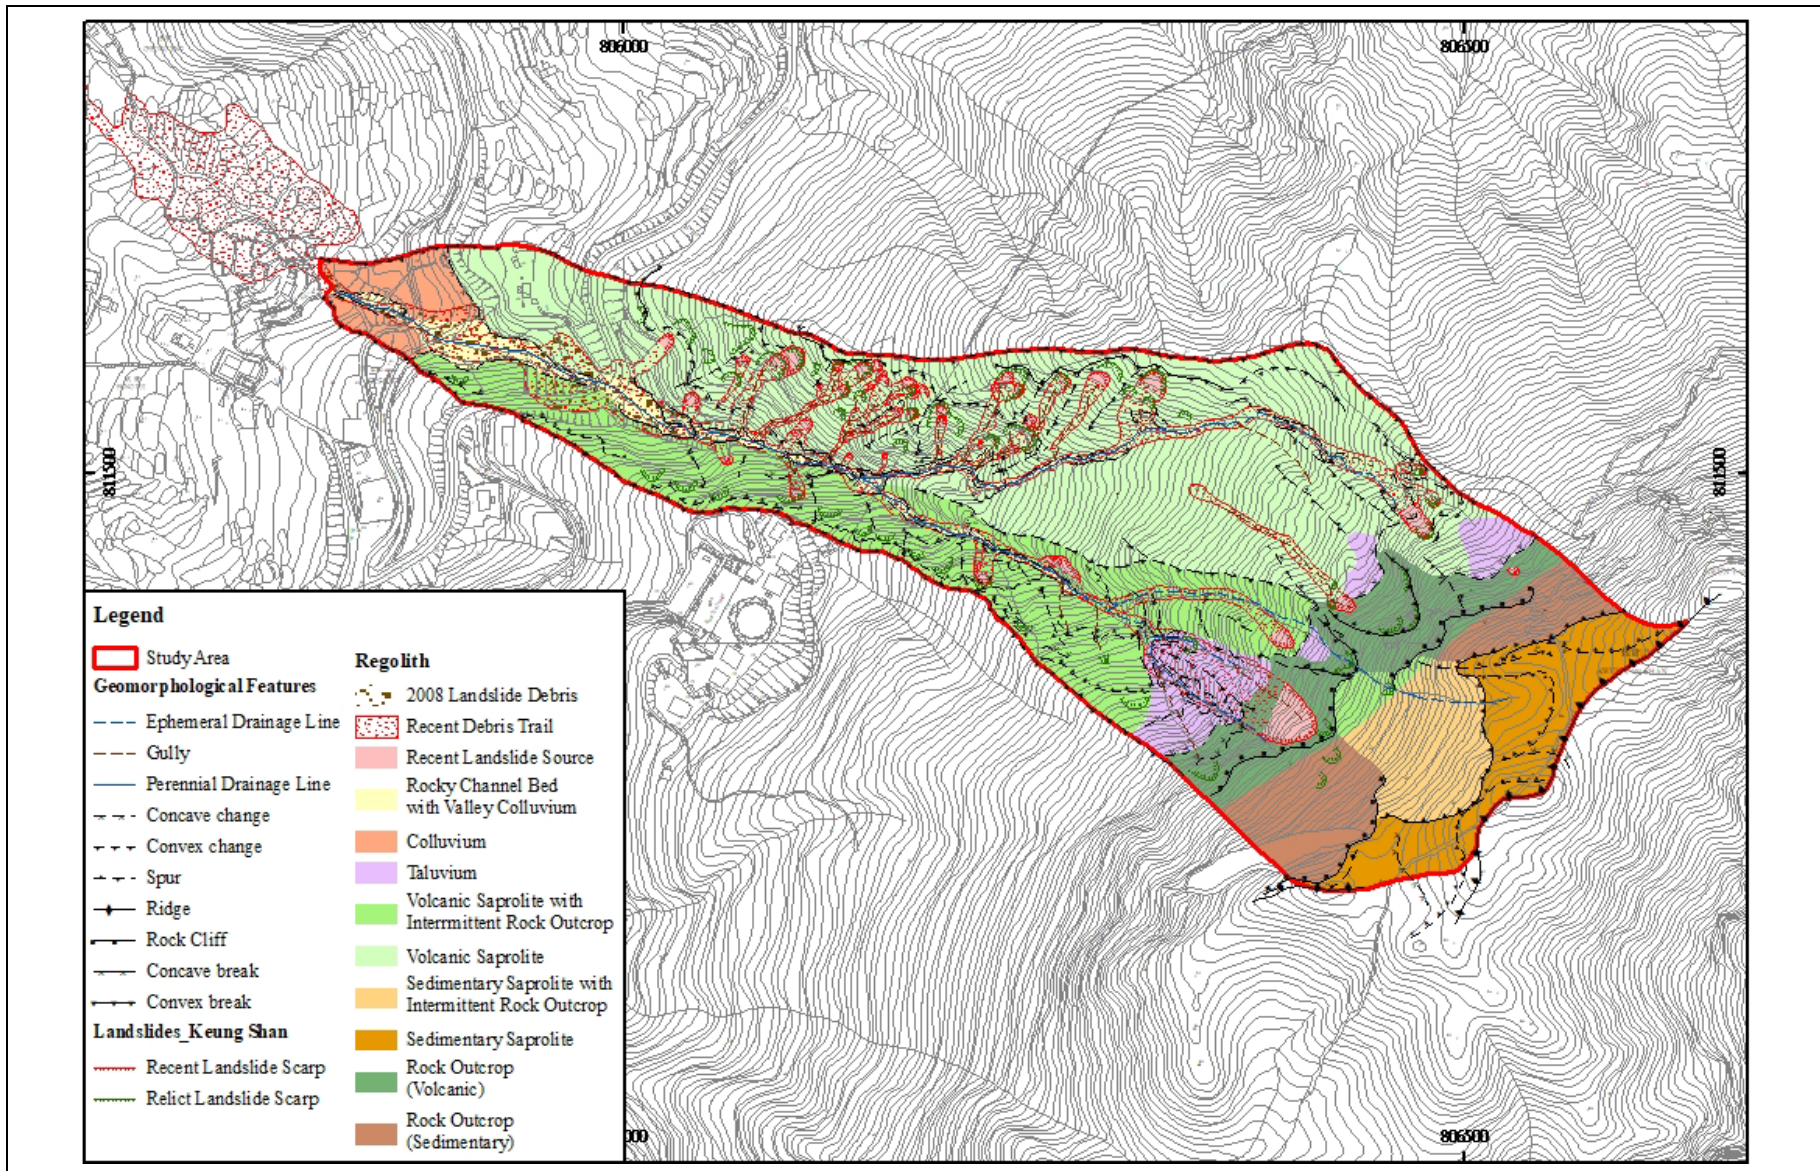 806000
806500
811500
811500
Legend
Study Area
Geomorphological Features
Ephemeral Drainage Line
Gully
Perennial Drainage Line
Concave change
Convex change
Spur
Ridge
Rock Cliff
Concave break
Convex break
Landslides_Keung Shan
Recent Landslide Scarp
Relict Landslide Scarp
Regolith
2008 Landslide Debris
Recent Debris Trail
Recent Landslide Source
Rocky Channel Bed
with Valley Colluvium
Colluvium
Taluvium
Volcanic Saprolite with
Interrmittent Rock Outcrop
Volcanic Saprolite
Sedimentary Saprolite with
Intermittent Rock Outcrop
Sedimentary Saprolite
Rock Outcrop
(Volcanic)
Rock Outcrop
(Sedimentary)
000
806500